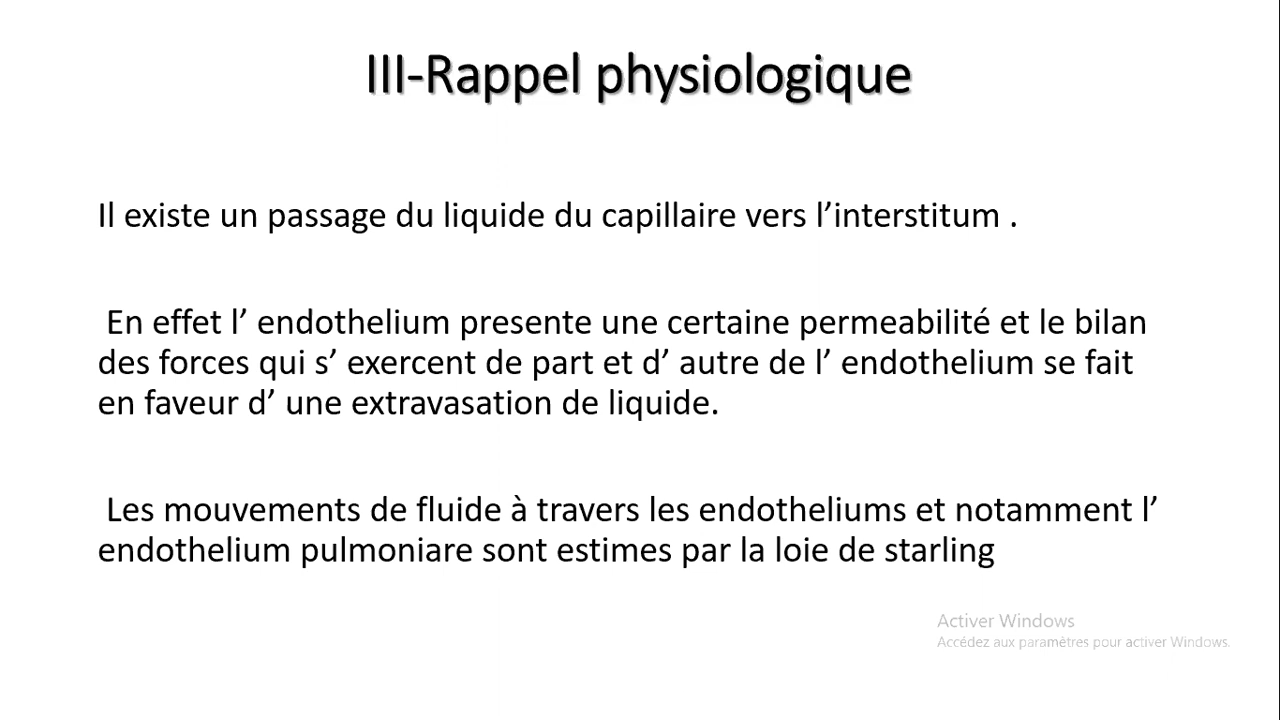 III-Rappel physiologique
Il existe un passage du liquide du capillaire vers l’interstitum .
En effet l’ endothelium presente une certaine permeabilité et le bilan
des forces qui s’ exercent de part et d’ autre de l’ endothelium se fait
en faveur d’ une extravasation de liquide.
Les mouvements de fluide à travers les endotheliums et notamment l’
endothelium pulmoniare sont estimes par la loie de starling
Activer Windows
Accédez aux paramètres pour activer Windows.